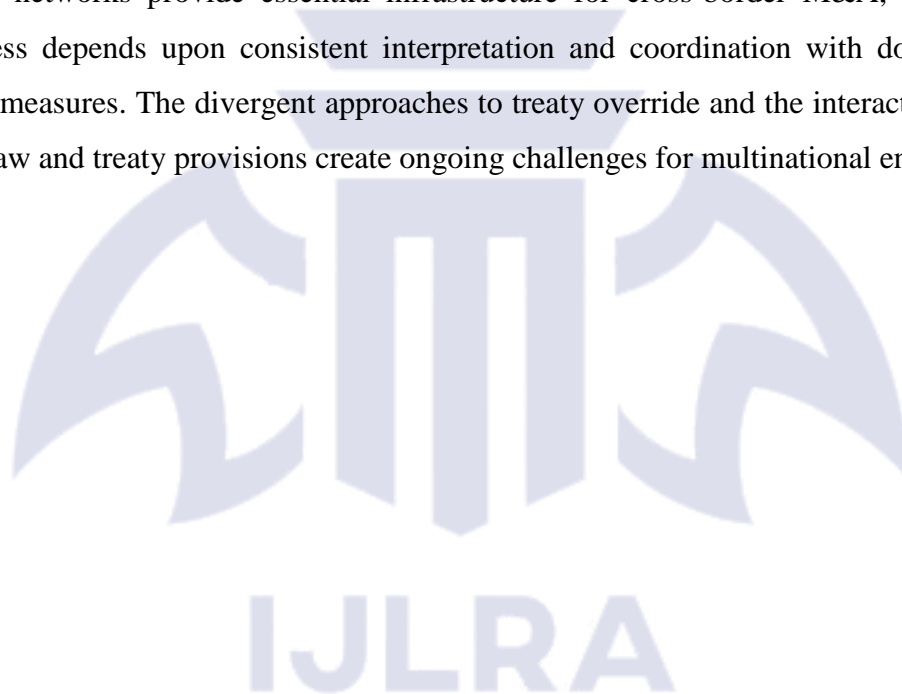 networks provide essential infrastructure for cross-border M&A,
ess depends upon consistent interpretation and coordination with do
measures. The divergent approaches to treaty override and the interact
aw and treaty provisions create ongoing challenges for multinational en
IJLRA